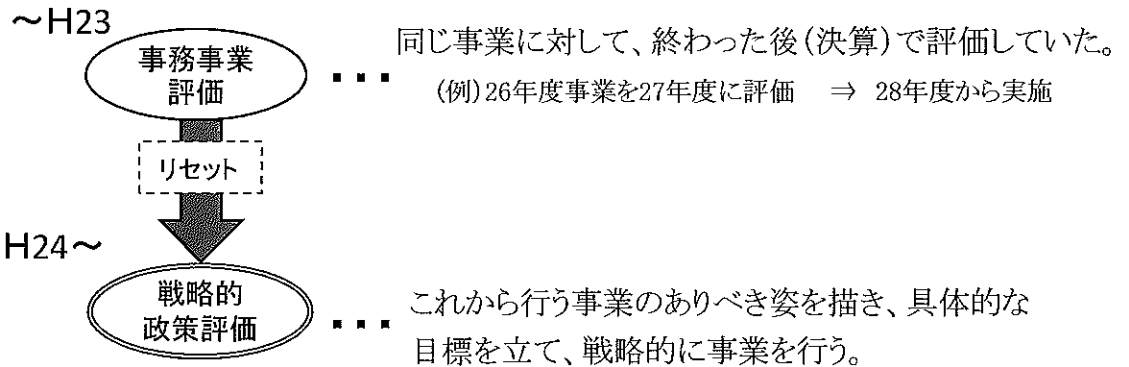 ～H23
事務事業
評価
･･･
同じ事業に対して、終わった後(決算)で評価していた。
(例)26年度事業を27年度に評価　⇒　28年度から実施
リセット
H24～
戦略的
政策評価
･･･
これから行う事業のありべき姿を描き、具体的な
目標を立て、戦略的に事業を行う。